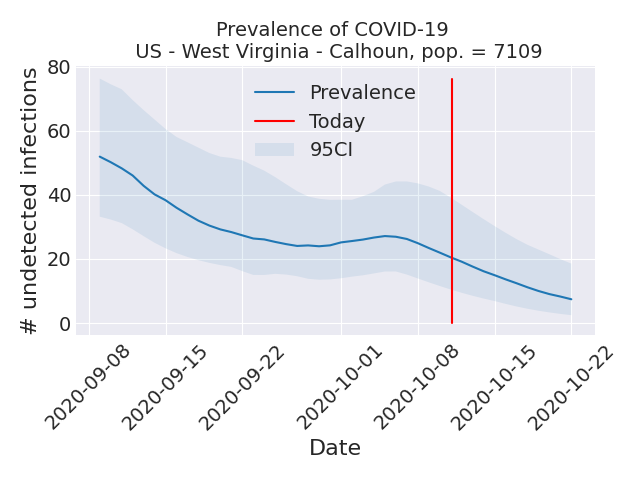 Prevalence of COVID-19
US - West Virginia - Calhoun, pop. = 7109
# undetected infections
80
60
40
20
0
Prevalence
Today
95CI
2020-09-08
2020-09-15
2020-09-22
2020-10-01
2020-10-08
2020-10-15
2020-10-22
Date